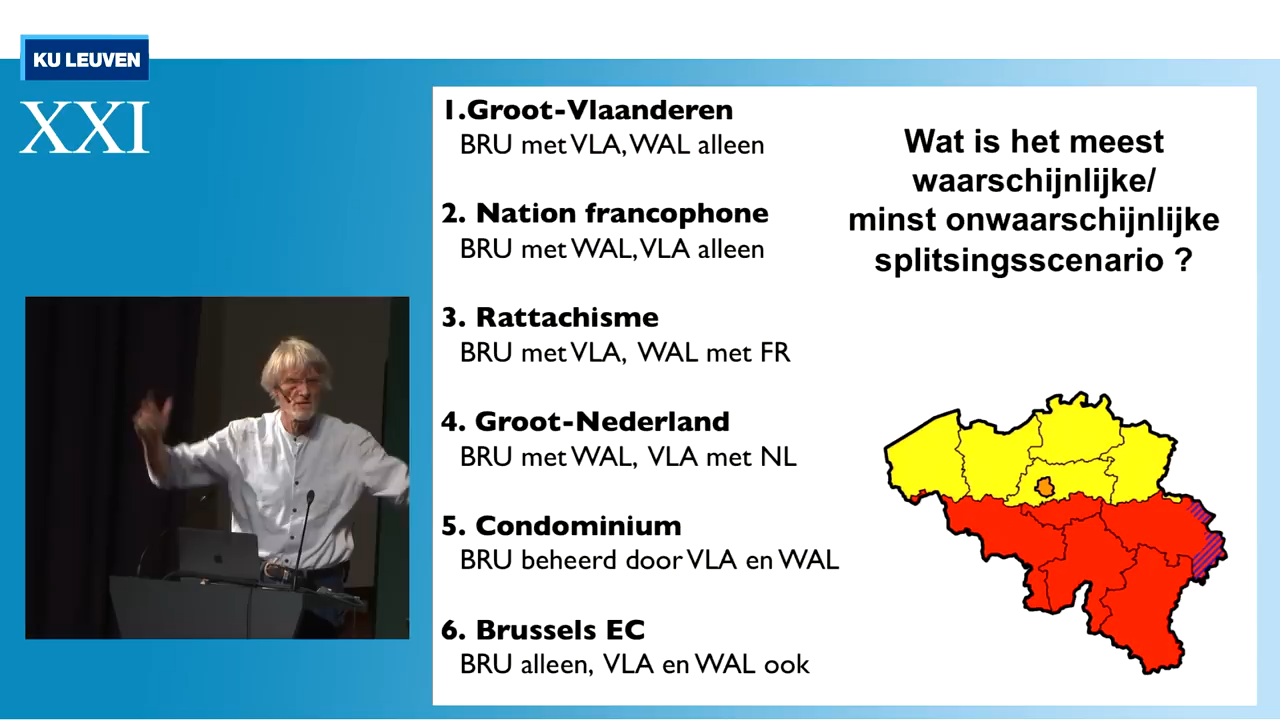 KU LEUVEN
XXI
1.Groot-Vlaanderen
BRU met VLA, WAL alleen
2. Nation francophone
BRU met WAL, VLA alleen
3. Rattachisme
BRU met VLA, WAL met FR
4. Groot-Nederland
BRU met WAL, VLA met NL
5. Condominium
BRU beheerd door VLA en WAL
6. Brussels EC
BRU alleen, VLA en WAL ook
Wat is het meest
waarschijnlijke/
minst onwaarschijnlijke
splitsingsscenario ?